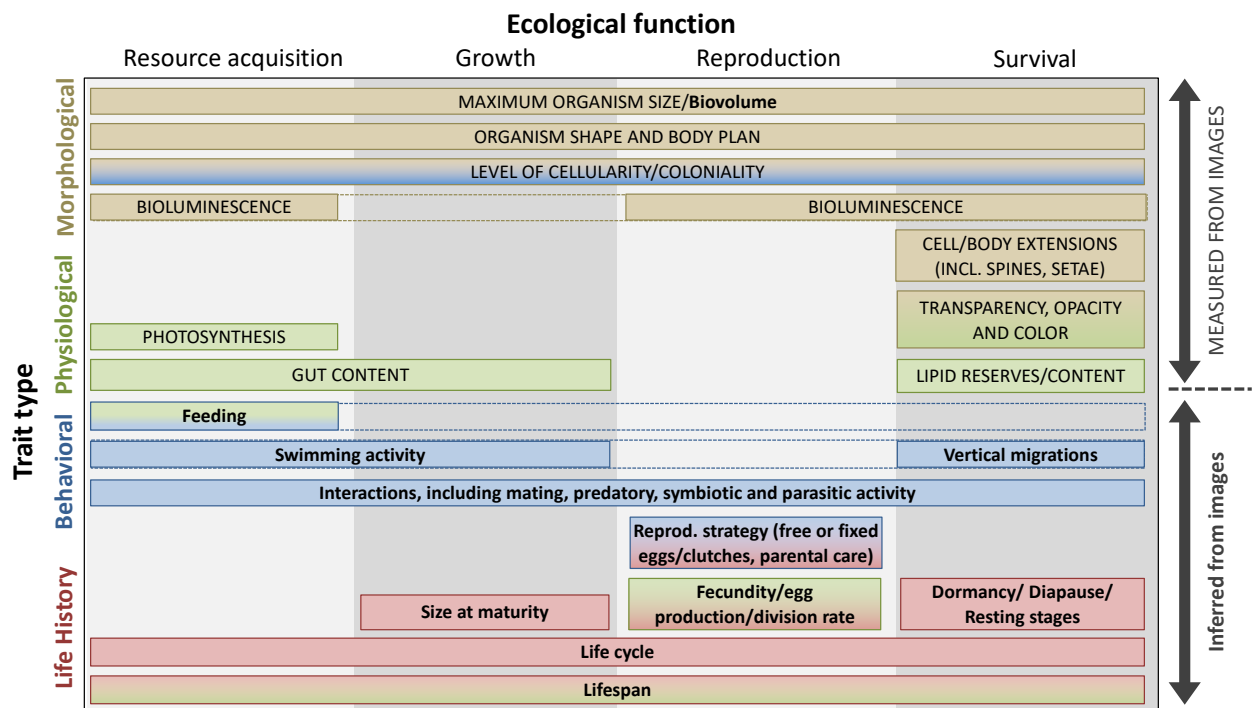 Ecological function
Resource acquisition
Growth
Reproduction
Survival
Trait type
Morphological
Physiological
Behavioral
Life History
MAXIMUM ORGANISM SIZE/Biovolume
ORGANISM SHAPE AND BODY PLAN
LEVEL OF CELLULARITY/COLONIALITY
BIOLUMINESCENCE
BIOLUMINESCENCE
CELL/BODY EXTENSIONS
(INCL. SPINES, SETAE)
TRANSPARENCY, OPACITY
AND COLOR
PHOTOSYNTHESIS
GUT CONTENT
LIPID RESERVES/CONTENT
Feeding
Swimming activity
Vertical migrations
Interactions, including mating, predatory, symbiotic and parasitic activity
Reprod. strategy (free or fixed
eggs/clutches, parental care)
Size at maturity
Fecundity/egg
production/division rate
Dormancy/ Diapause/
Resting stages
Life cycle
Lifespan
MEASURED FROM IMAGES
Inferred from images